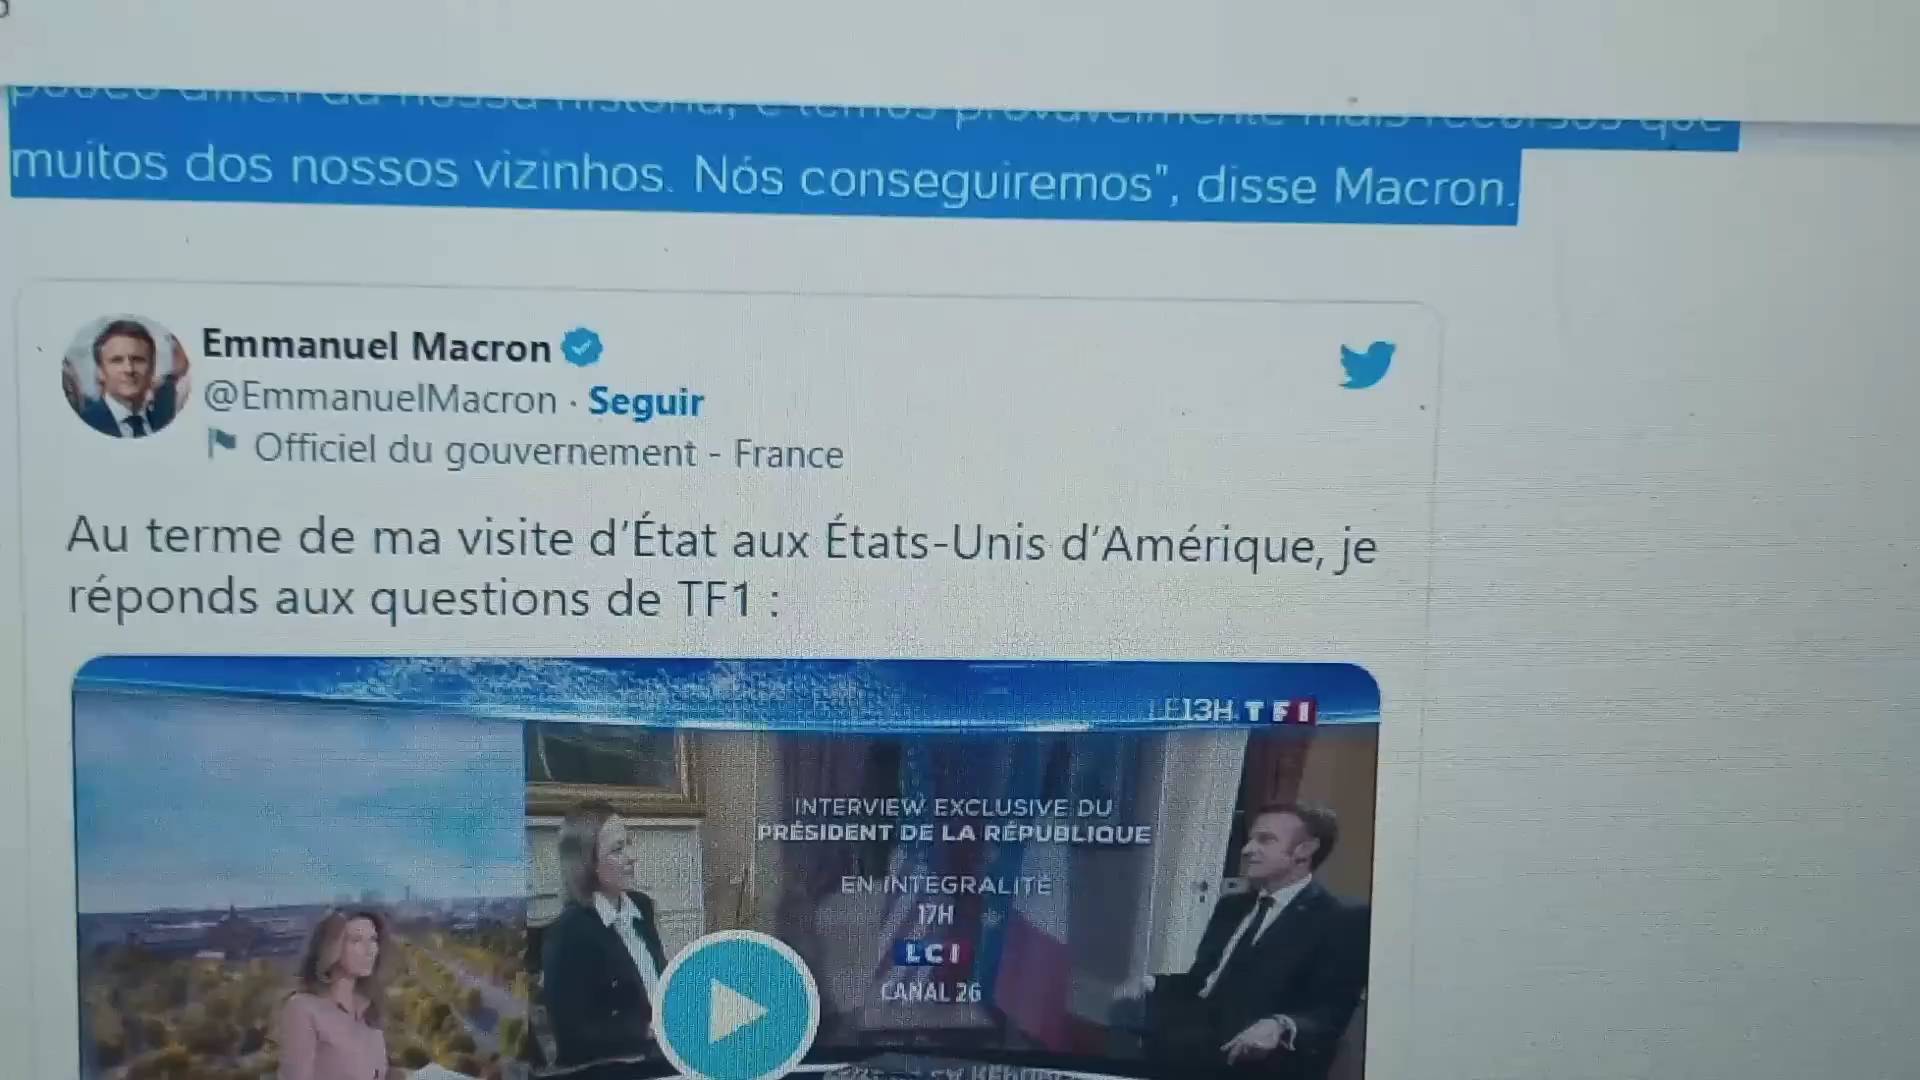 muitos dos nossos vizinhos. Nós conseguiremos", disse Macron.
Emmanuel Macron
@EmmanuelMacron · Seguir
Officiel du gouvernement - France
Au terme de ma visite d'État aux États-Unis d'Amérique, je
réponds aux questions de TF1 :
LE13H TF1
INTERVIEW EXCLUSIVE DU
PRÉSIDENT DE LA RÉPUBLIQUE
EN INTÉGRALITÉ
17H
LCI
CANAL 26